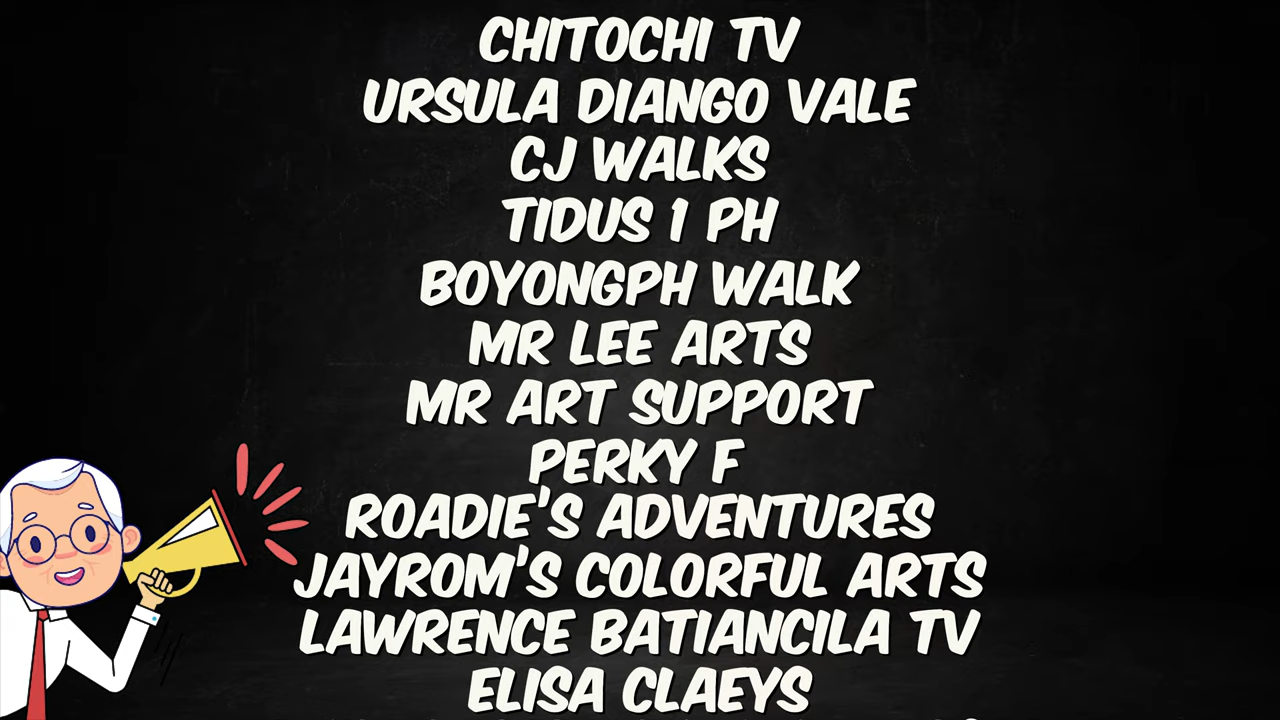 CHITOCHI TV
URSULA DIANGO VALE
CJ WALKS
TIDUS 1 PH
BOYONGPH WALK
MR LEE ARTS
MR ART SUPPORT
PERKY F
ROADIE'S ADVENTURES
JAYROM'S COLORFUL ARTS
LAWRENCE BATIANCILA TV
ELISA CLAEYS